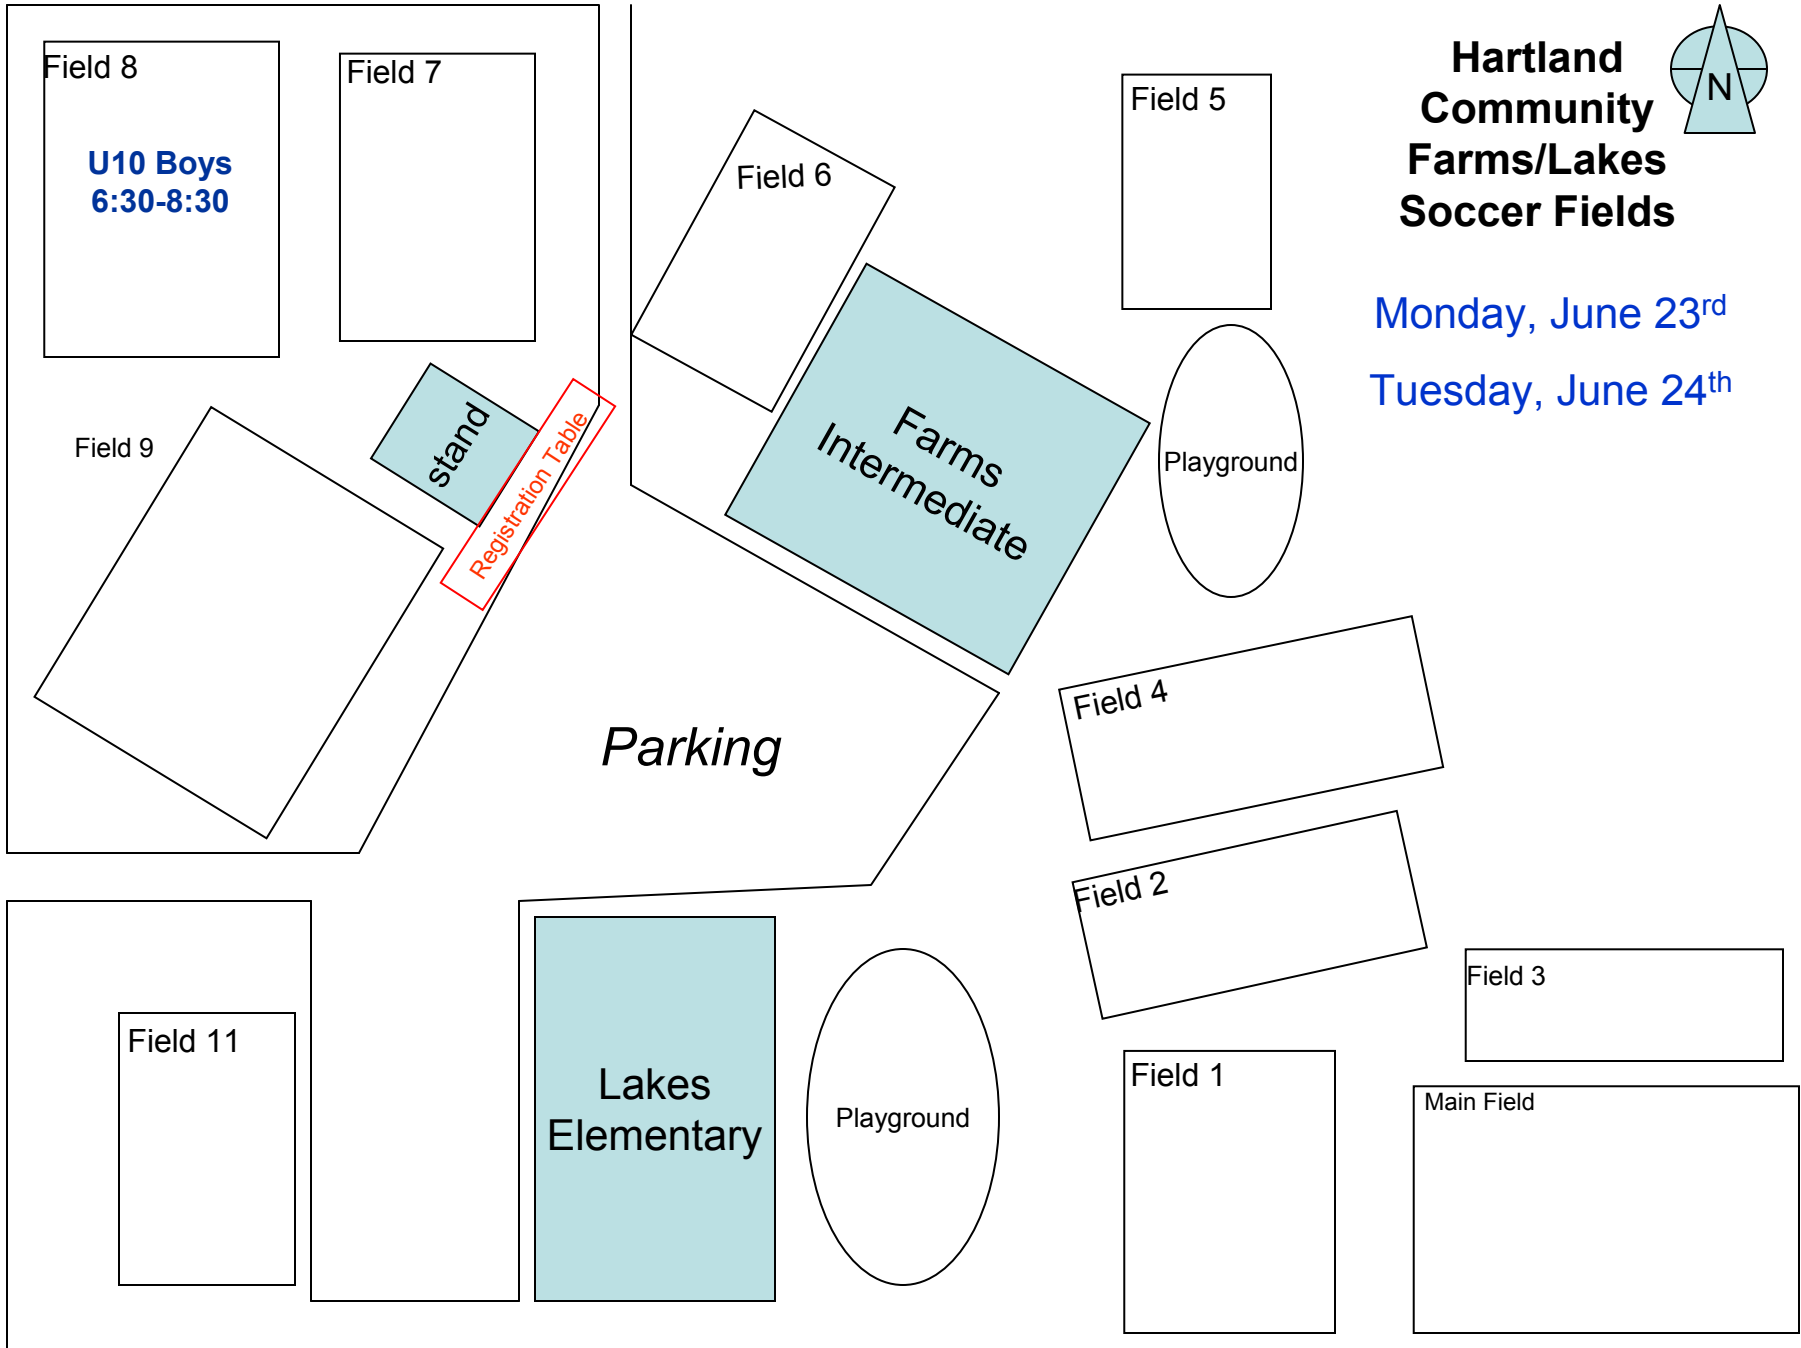 Hartland
Community
Farms/Lakes
Soccer Fields
N
Monday, June 23rd
Tuesday, June 24th
Field 8
U10 Boys
6:30-8:30
Field 7
Field 6
Field 5
Field 9
stand
Registration Table
Farms
Intermediate
Playground
Parking
Field 4
Field 2
Field 3
Field 11
Lakes
Elementary
Playground
Field 1
Main Field